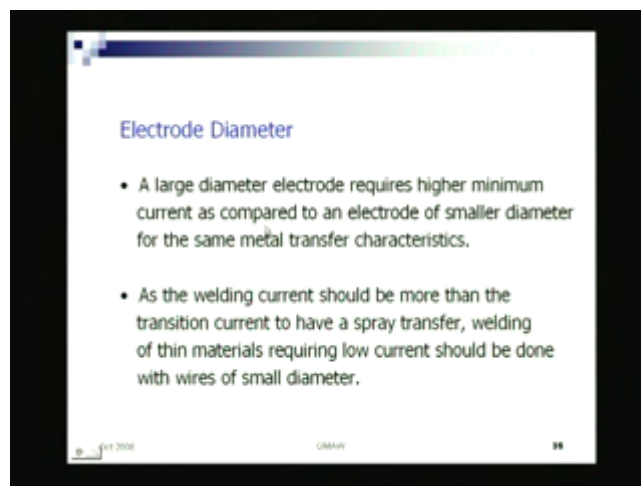 Electrode Diameter
• A large diameter electrode requires higher minimum
current as compared to an electrode of smaller diameter
for the same metal transfer characteristics.
• As the welding current should be more than the
transition current to have a spray transfer, welding
of thin materials requiring low current should be done
with wires of small diameter.
GMAW